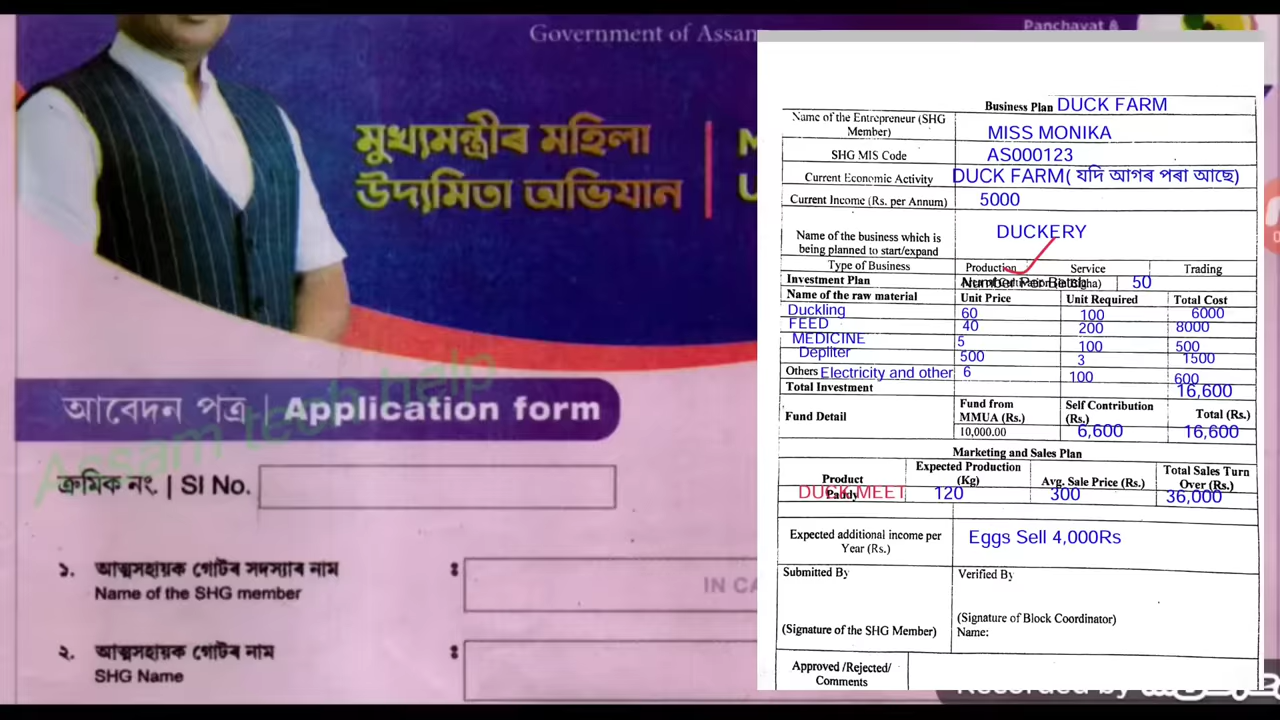 Government of Assam
Panchayat &
মুখ্যমন্ত্ৰীৰ মহিলা
উদ্যমিতা অভিযান
আবেদন পত্ৰ | Application form
Assam tech help
ক্ৰমিক নং | Sl No.
১. আত্মসহায়ক গোটৰ সদস্যাৰ নাম :
Name of the SHG member
IN CA
২. আত্মসহায়ক গোটৰ নাম :
SHG Name
Business Plan DUCK FARM
Name of the Entrepreneur (SHG Member) MISS MONIKA
SHG MIS Code AS000123
Current Economic Activity DUCK FARM( যদি আগৰ পৰা আছে)
Current Income (Rs. per Annum) 5000
Name of the business which is being planned to start/expand DUCKERY
Type of Business Production Service Trading
Investment Plan Number Per Batch 50
Name of the raw material Unit Price Unit Required Total Cost
Duckling 60 100 6000
FEED 40 200 8000
MEDICINE 5 100 500
Depliter 500 3 1500
Others Electricity and other 6 100 600
Total Investment 16,600
Fund Detail Fund from MMUA (Rs.) Self Contribution (Rs.) Total (Rs.)
10,000.00 6,600 16,600
Marketing and Sales Plan
Product Expected Production (Kg) Avg. Sale Price (Rs.) Total Sales Turn Over (Rs.)
DUCK MEET Paddy 120 300 36,000
Expected additional income per Year (Rs.) Eggs Sell 4,000Rs
Submitted By Verified By
(Signature of the SHG Member) (Signature of Block Coordinator)
Name:
Approved /Rejected/ Comments
Recorded by